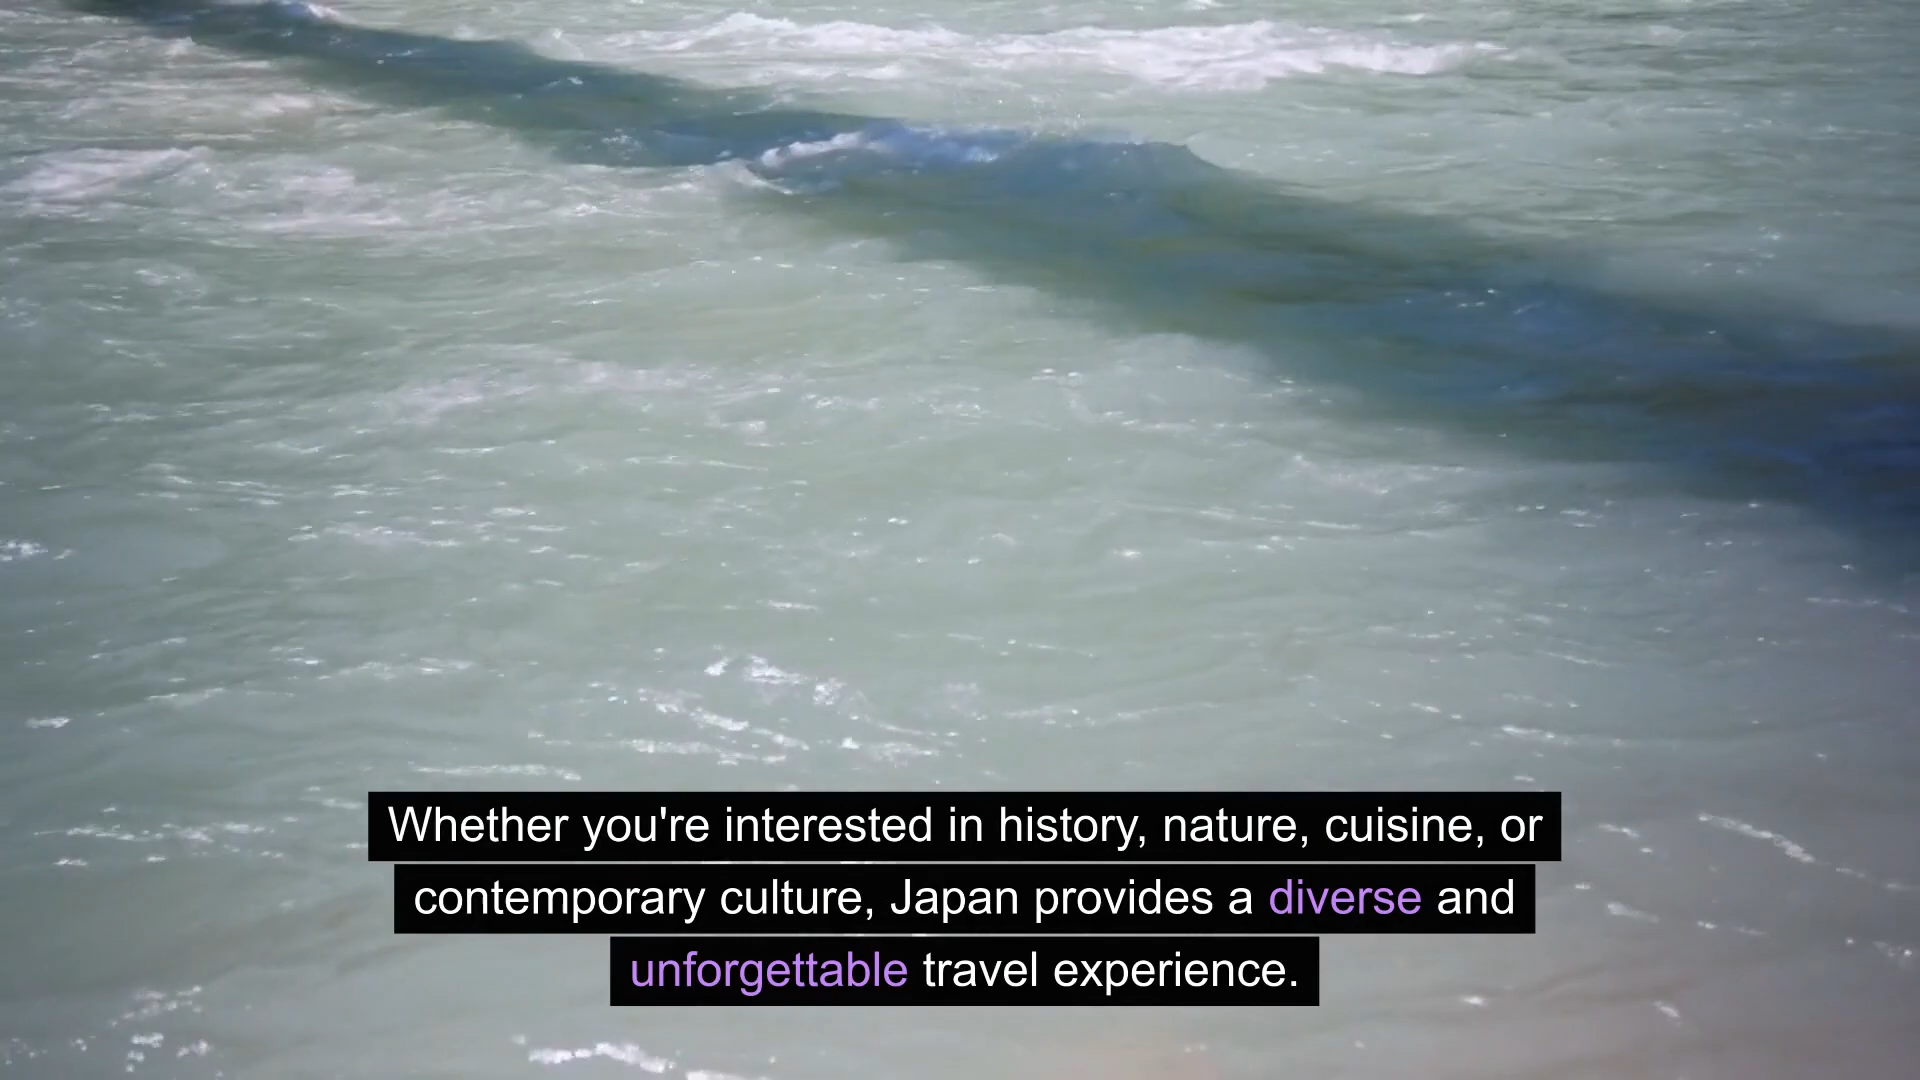 Whether you're interested in history, nature, cuisine, or
contemporary culture, Japan provides a diverse and
unforgettable travel experience.